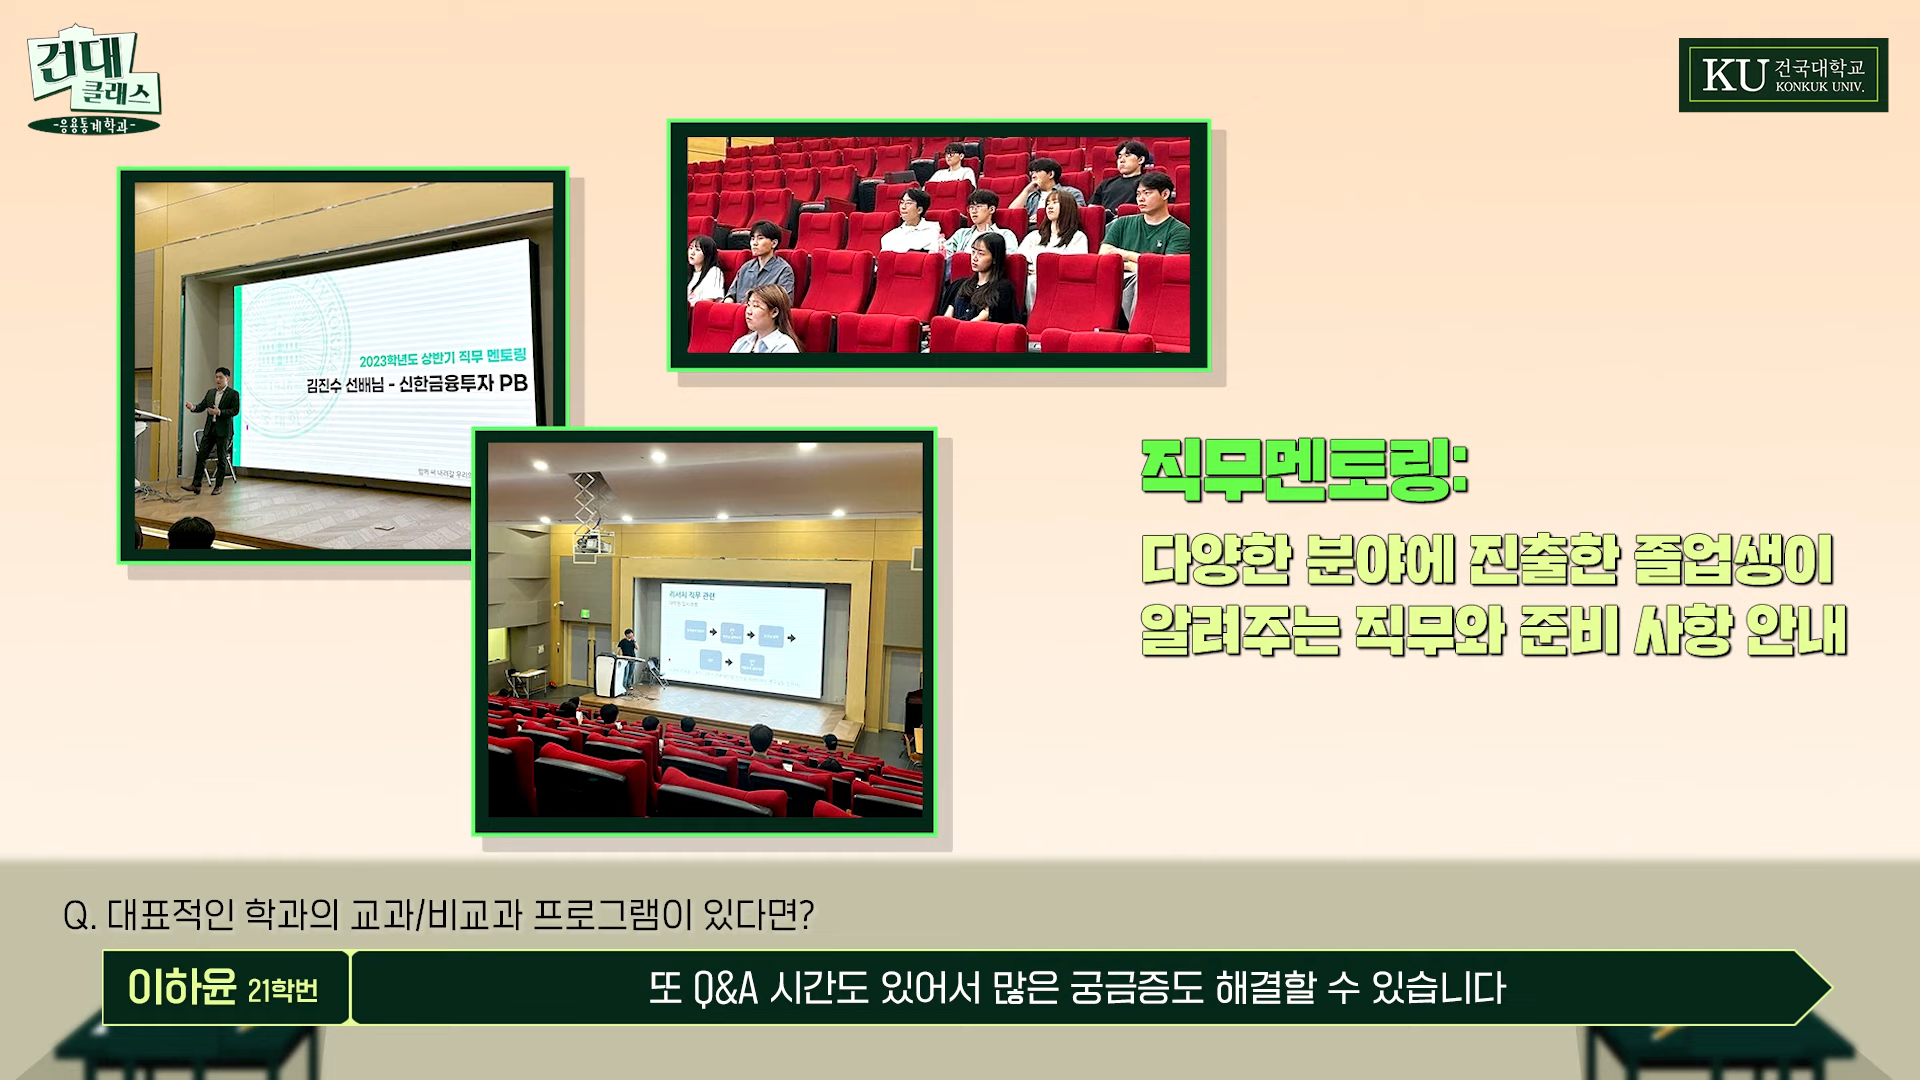 건대
클래스
-응용통계학과-
KU 건국대학교
KONKUK UNIV.
2023학년도 상반기 직무 멘토링
김진수 선배님 - 신한금융투자 PB
리서치 직무 관련
직무멘토링:
다양한 분야에 진출한 졸업생이
알려주는 직무와 준비 사항 안내
Q. 대표적인 학과의 교과/비교과 프로그램이 있다면?
이하윤 21학번
또 Q&A 시간도 있어서 많은 궁금증도 해결할 수 있습니다